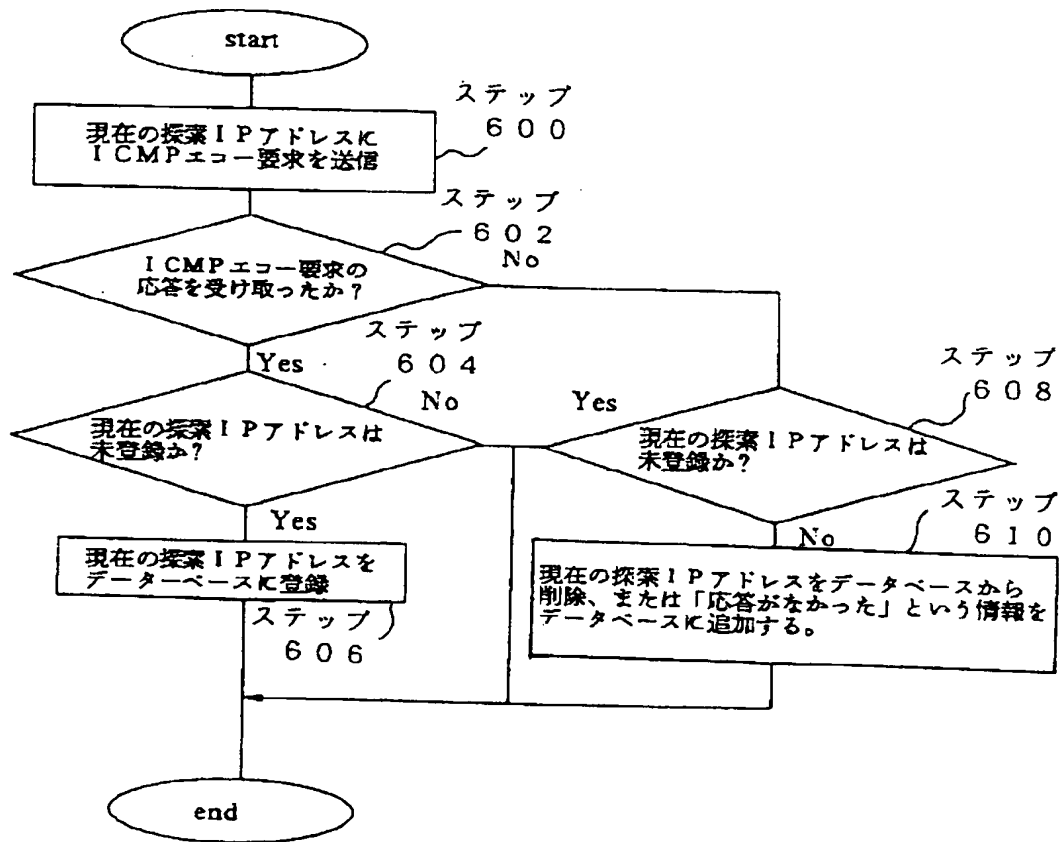 start
ステップ
600
現在の探索IPアドレスに
ICMPエコー要求を送信
ステップ
602
No
ICMPエコー要求の
応答を受け取ったか?
Yes
ステップ
604
No
現在の探索IPアドレスは
未登録か?
Yes
ステップ
608
現在の探索IPアドレスは
未登録か?
Yes
現在の探索IPアドレスを
データーベースに登録
ステップ
606
No
ステップ
610
現在の探索IPアドレスをデータベースから
削除、または「応答がなかった」という情報を
データベースに追加する。
end